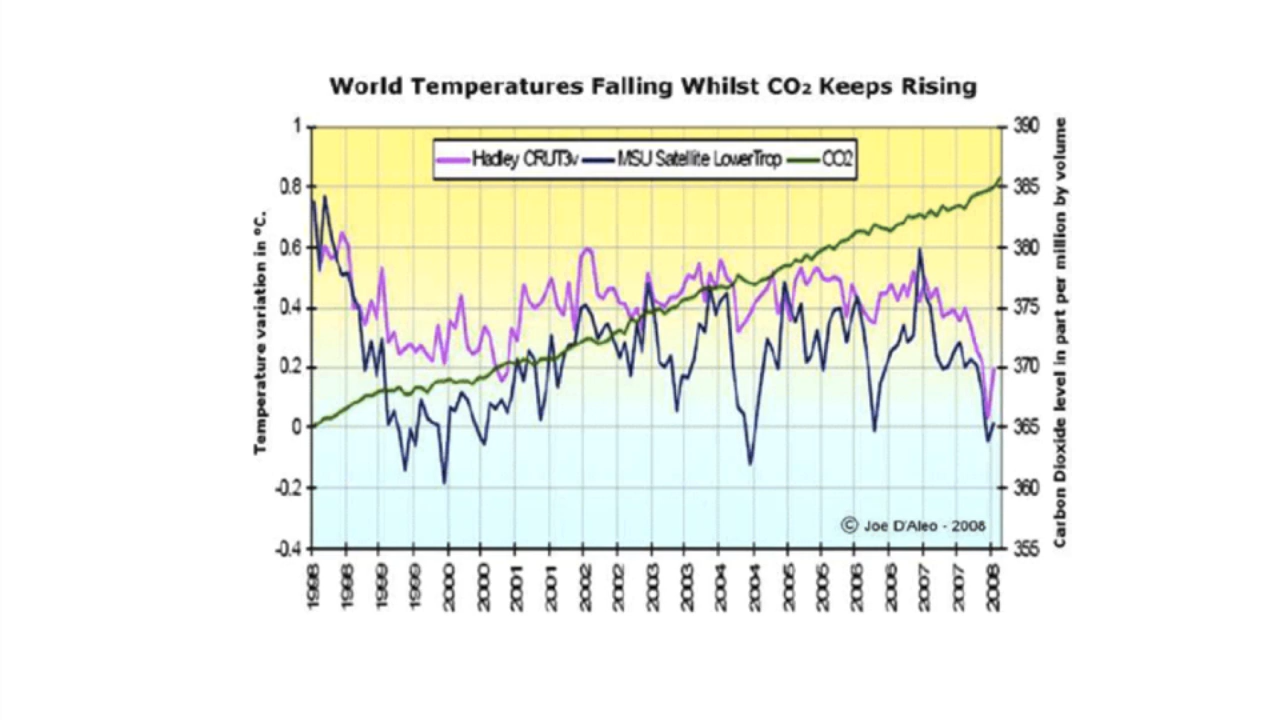 World Temperatures Falling Whilst CO₂ Keeps Rising
Hadley CRUT3v MSU Satellite LowerTrop CO2
Temperature variation in °C.
1
0.8
0.6
0.4
0.2
0
-0.2
-0.4
390
385
380
375
370
365
360
355
Carbon Dioxide level in part per million by volume
© Joe D'Aleo - 2008
1998 1998 1999 1999 2000 2000 2001 2001 2002 2002 2003 2003 2004 2004 2005 2005 2006 2006 2007 2007 2008